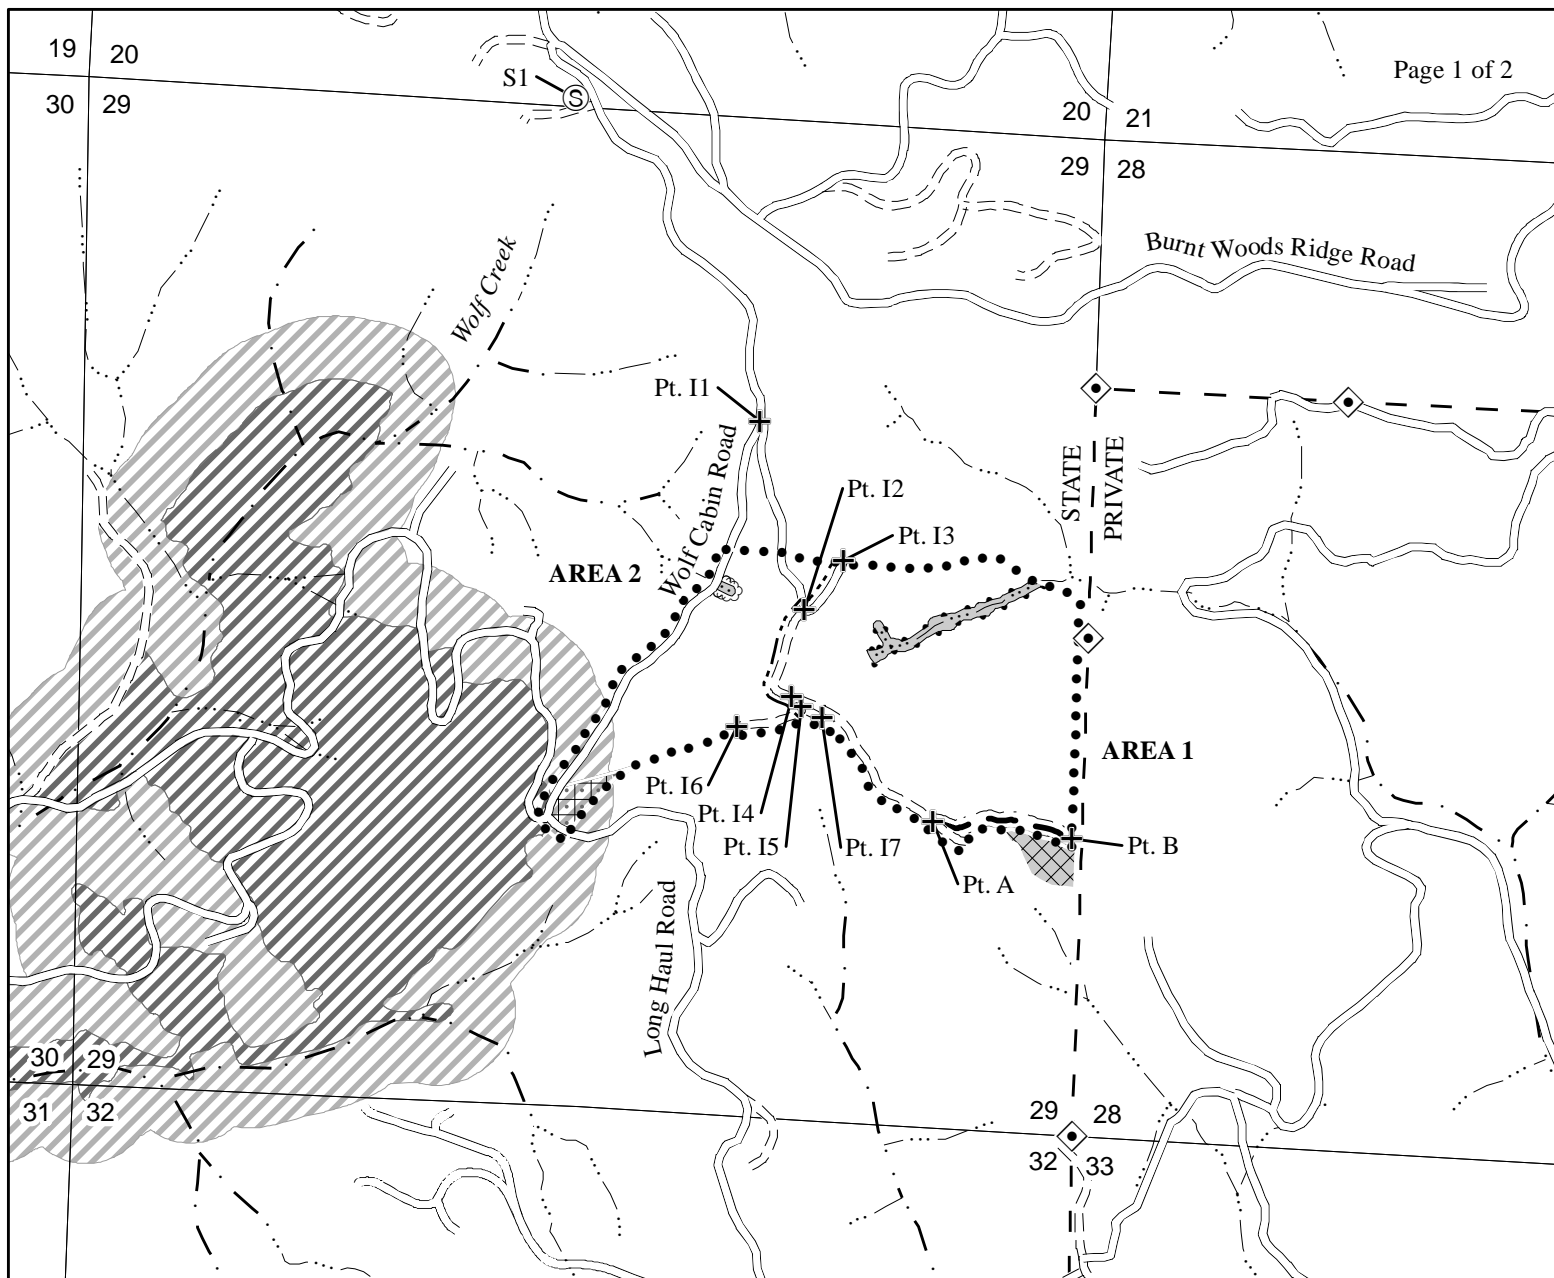 19 20
30 29
S1
S
Page 1 of 2
20 21
29 28
Burnt Woods Ridge Road
Wolf Creek
Pt. I1
Wolf Cabin Road
STATE
PRIVATE
Pt. I2
Pt. I3
AREA 2
AREA 1
Pt. I6
Pt. I4
Pt. I5
Pt. I7
Pt. A
Pt. B
Long Haul Road
30 29
31 32
29 28
32 33